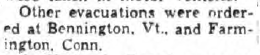 Other evacuations were order-
ed at Bennington, Vt., and Farm-
ington, Conn.